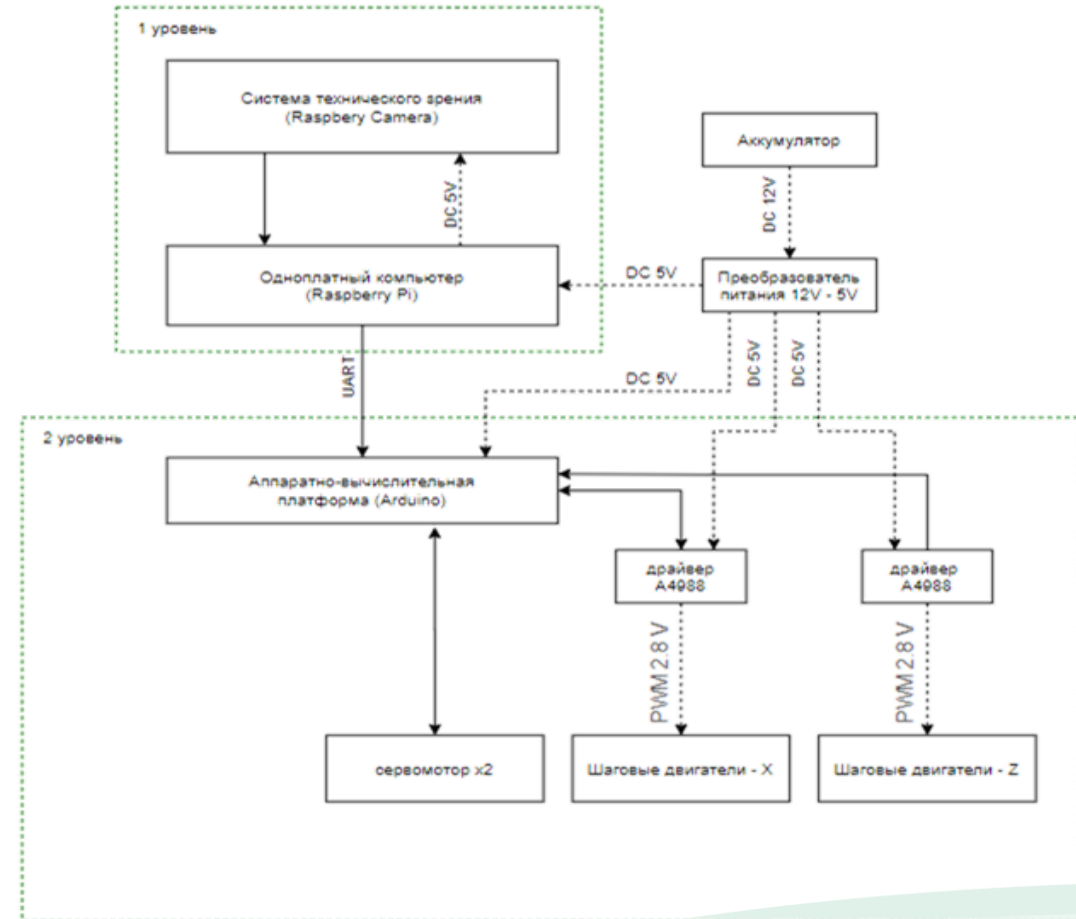 1 уровень
Система технического зрения
(Raspbery Camera)
Аккумулятор
DC 5V
DC 12V
Одноплатный компьютер
(Raspberry Pi)
DC 5V
Преобразователь
питания 12V - 5V
UART
DC 5V
DC 5V
DC 5V
2 уровень
Аппаратно-вычислительная
платформа (Arduino)
драйвер
A4988
драйвер
A4988
PWM 2.8 V
PWM 2.8 V
сервомотор x2
Шаговые двигатели - X
Шаговые двигатели - Z